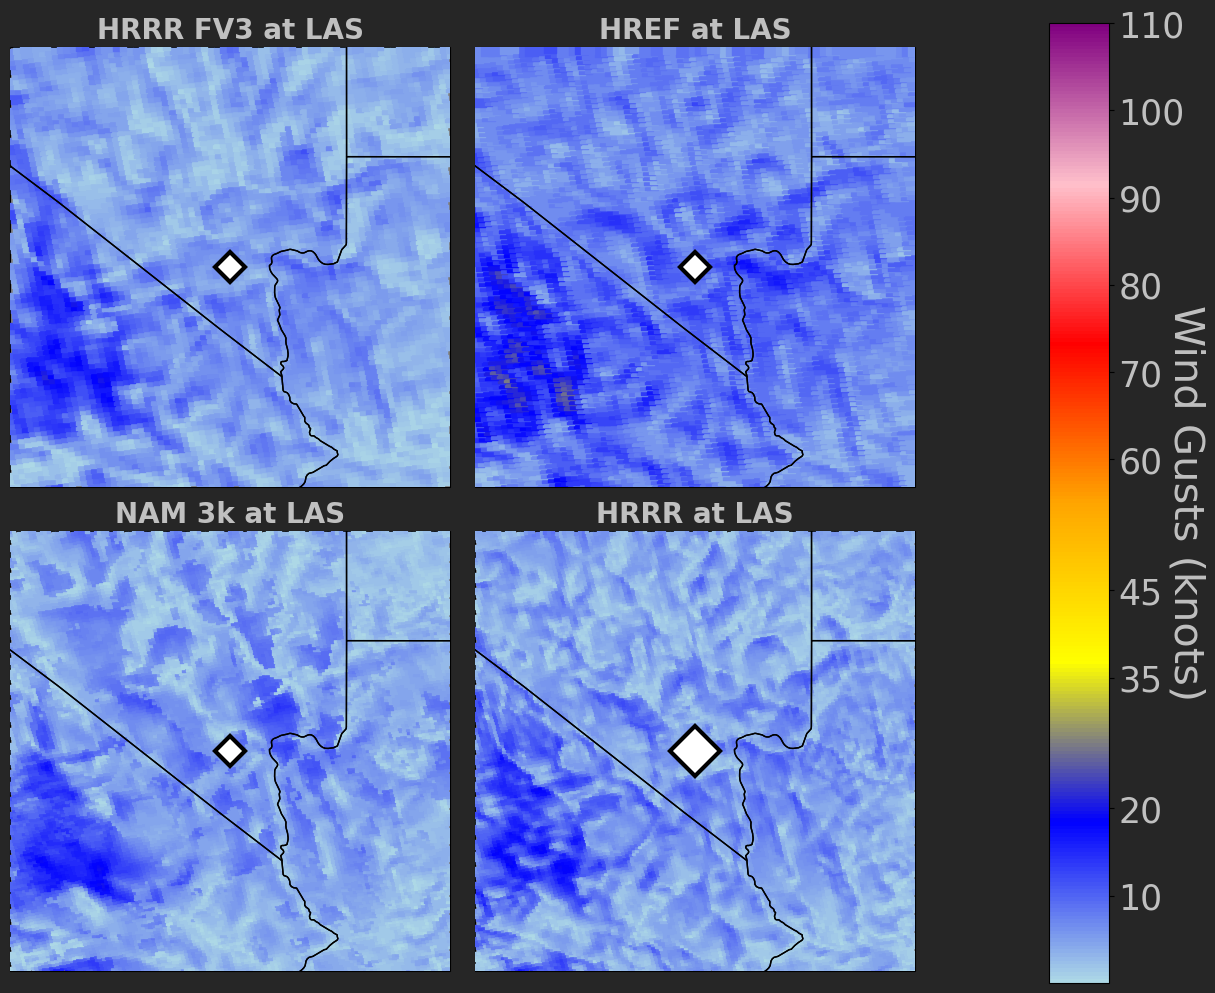 HRRR FV3 at LAS
HREF at LAS
NAM 3k at LAS
HRRR at LAS
110
100
90
80
70
60
45
35
20
10
Wind Gusts (knots)